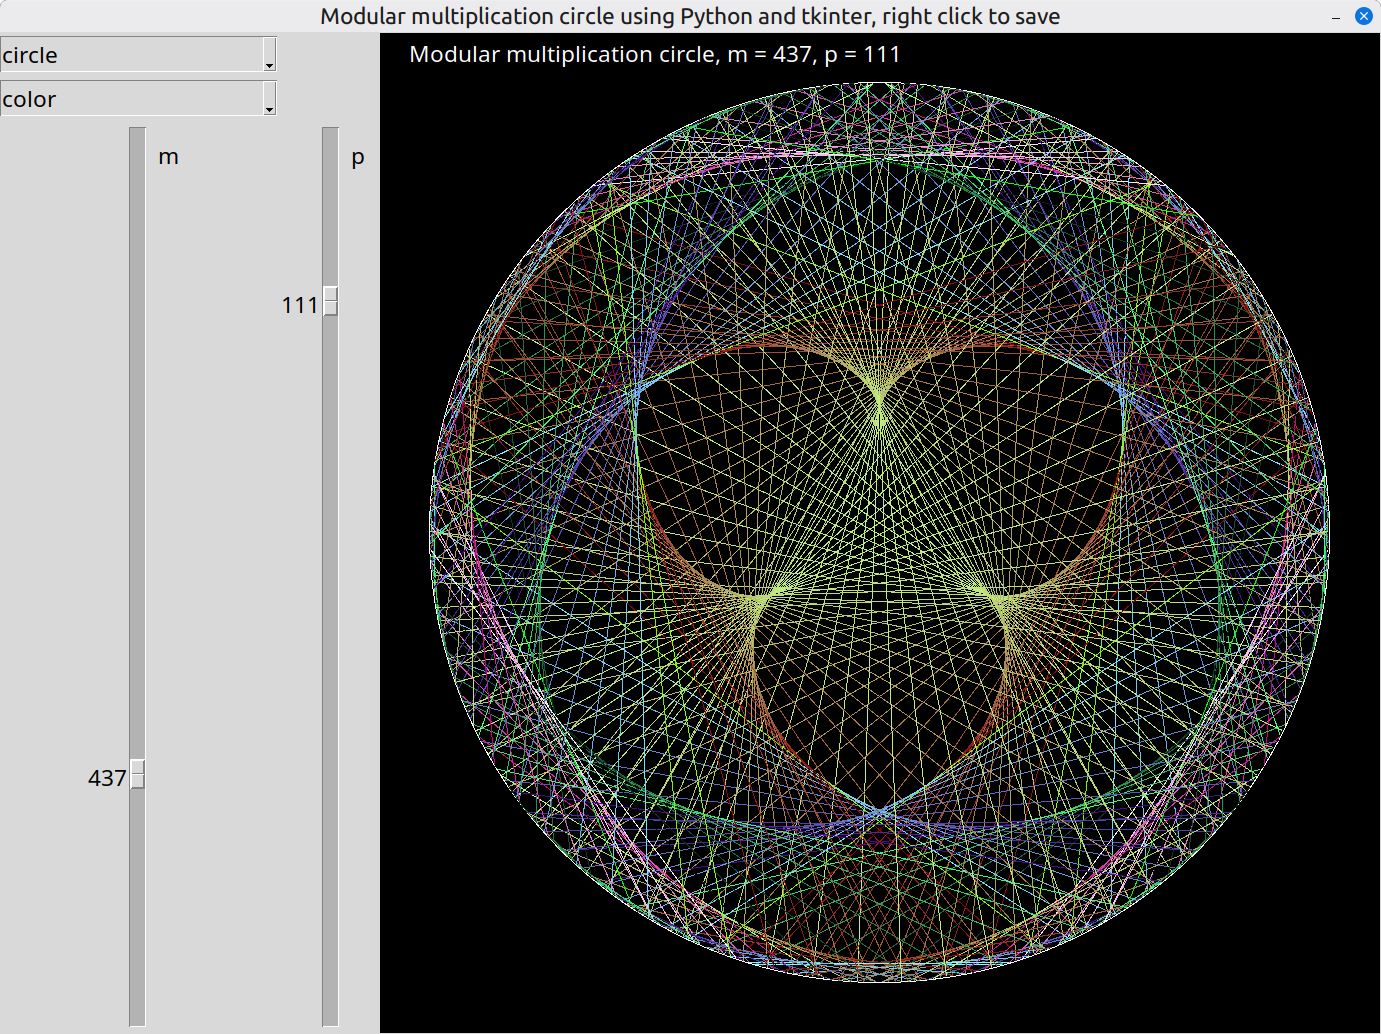 Modular multiplication circle using Python and tkinter, right click to save
circle
color
m
p
Modular multiplication circle, m = 437, p = 111
111
437